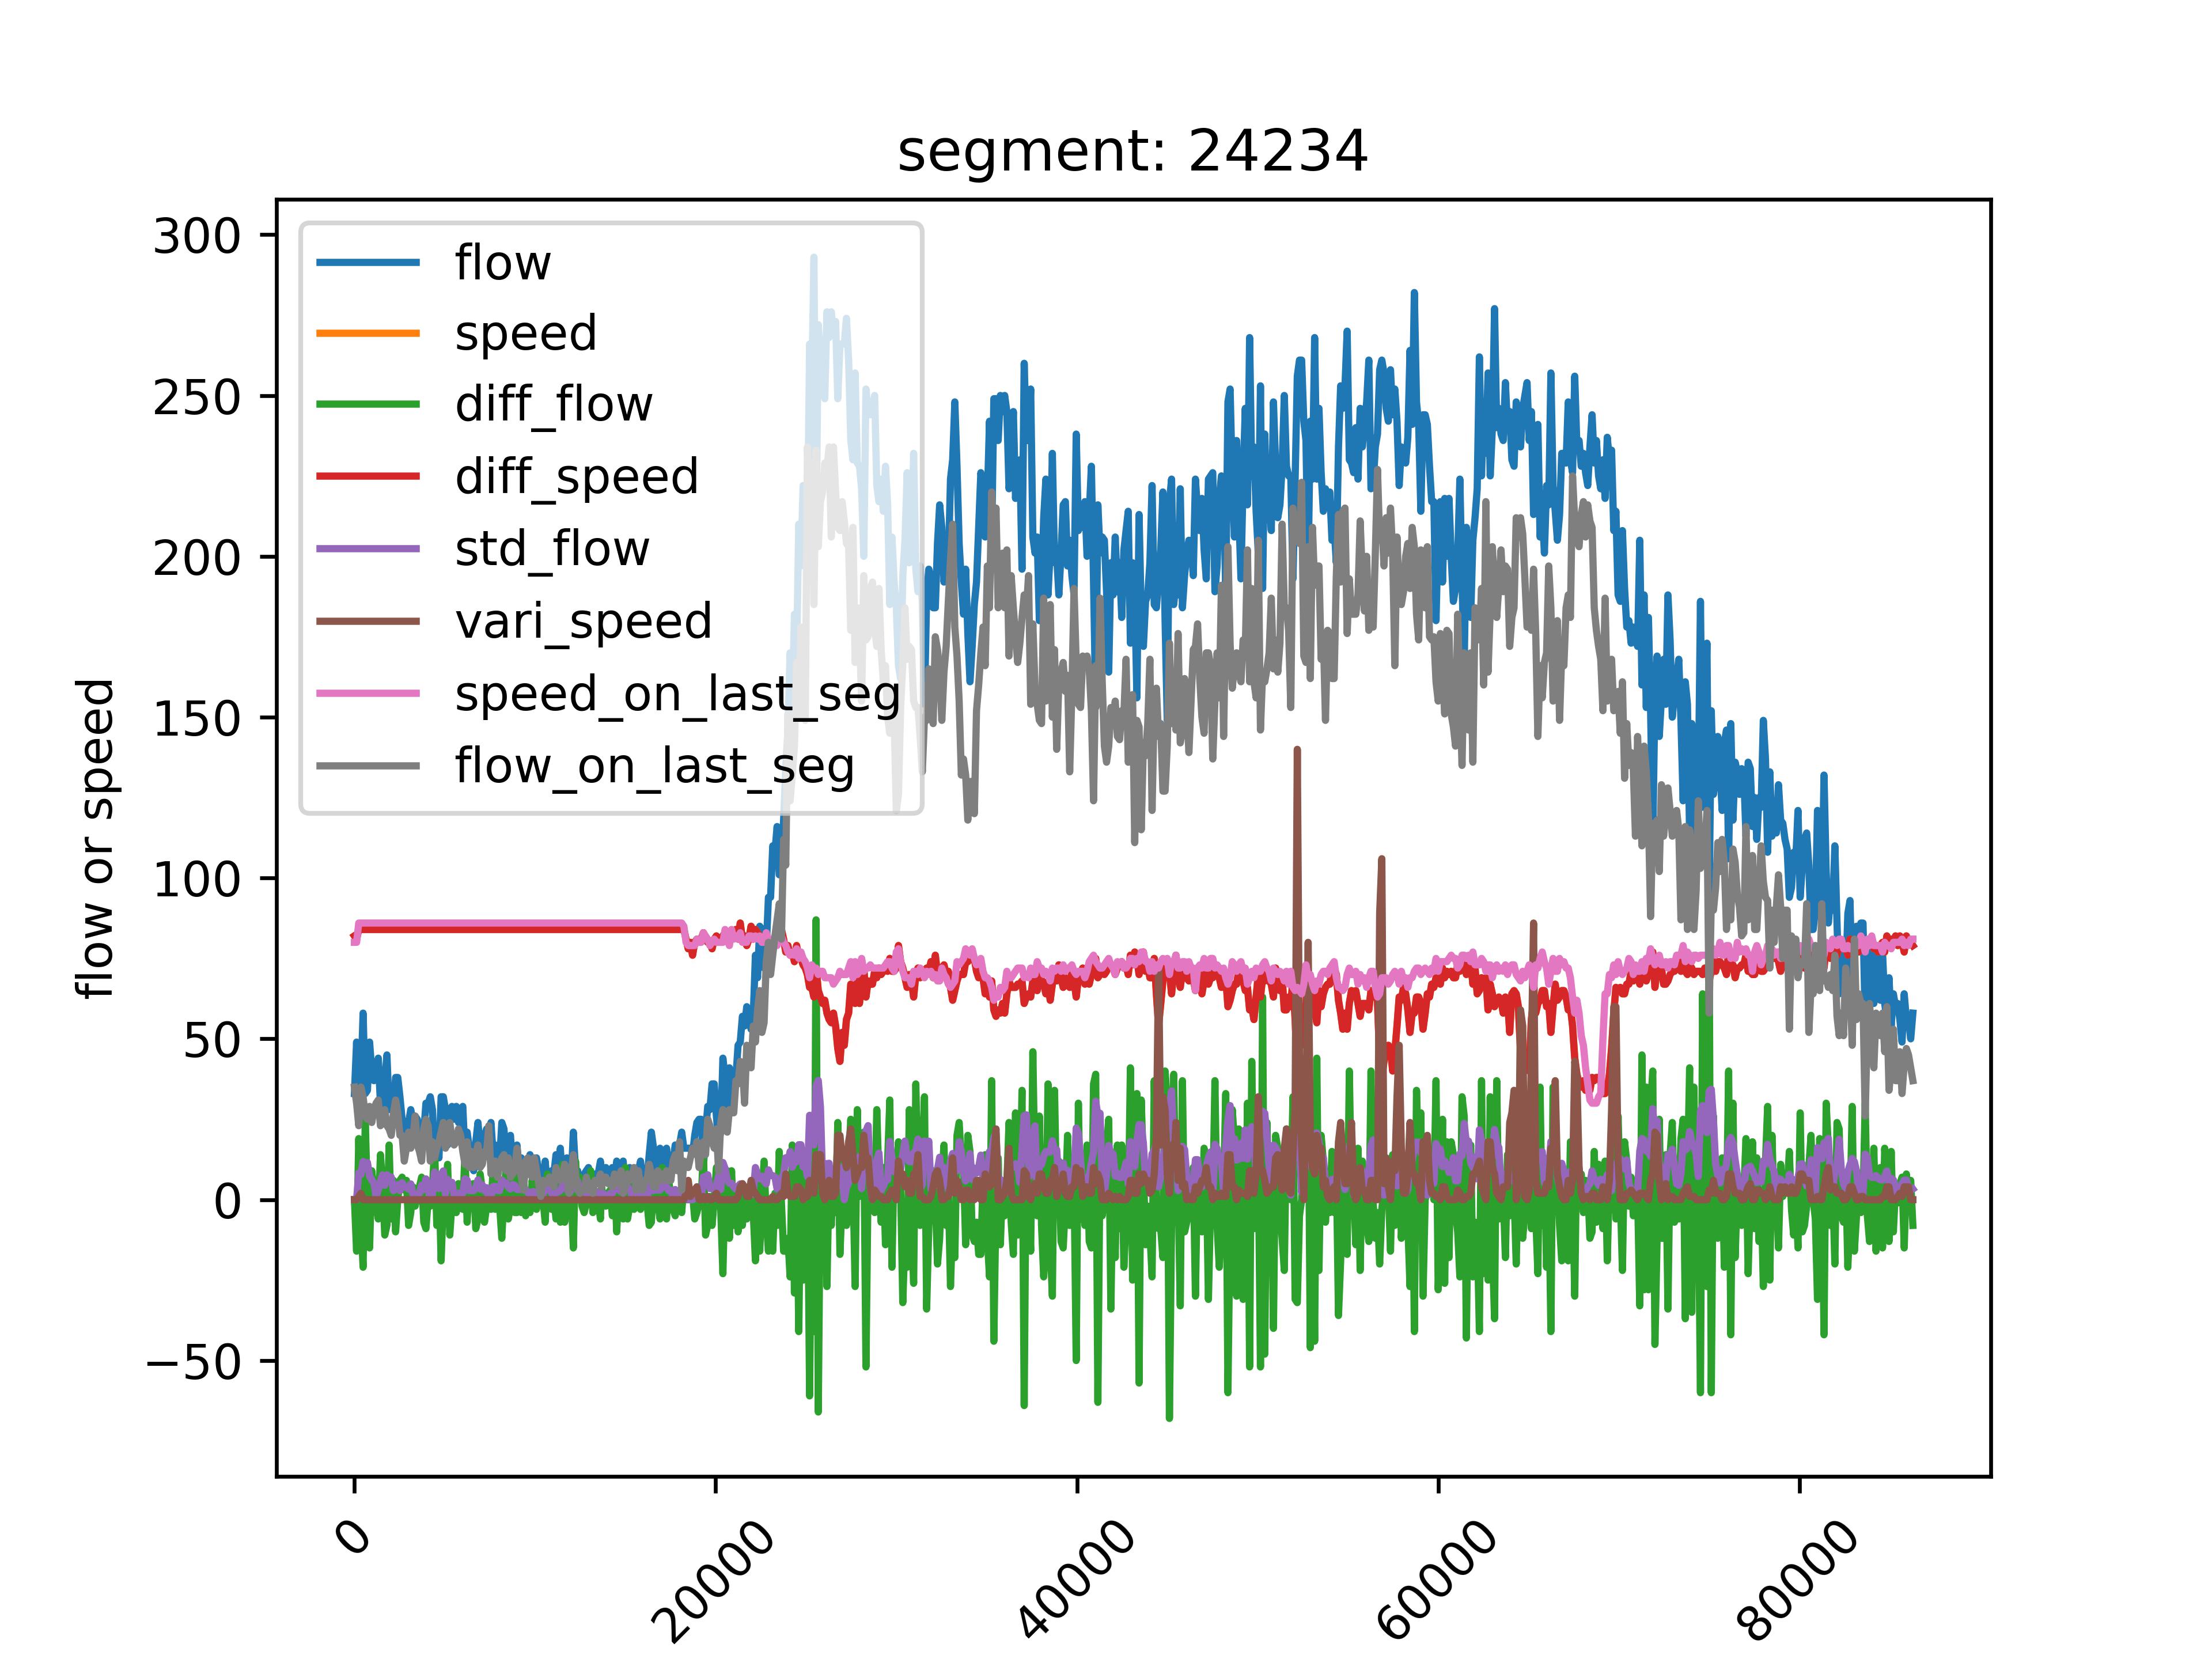 segment: 24234
300
250
200
150
100
50
0
−50
flow or speed
flow
speed
diff_flow
diff_speed
std_flow
vari_speed
speed_on_last_seg
flow_on_last_seg
0
20000
40000
60000
80000